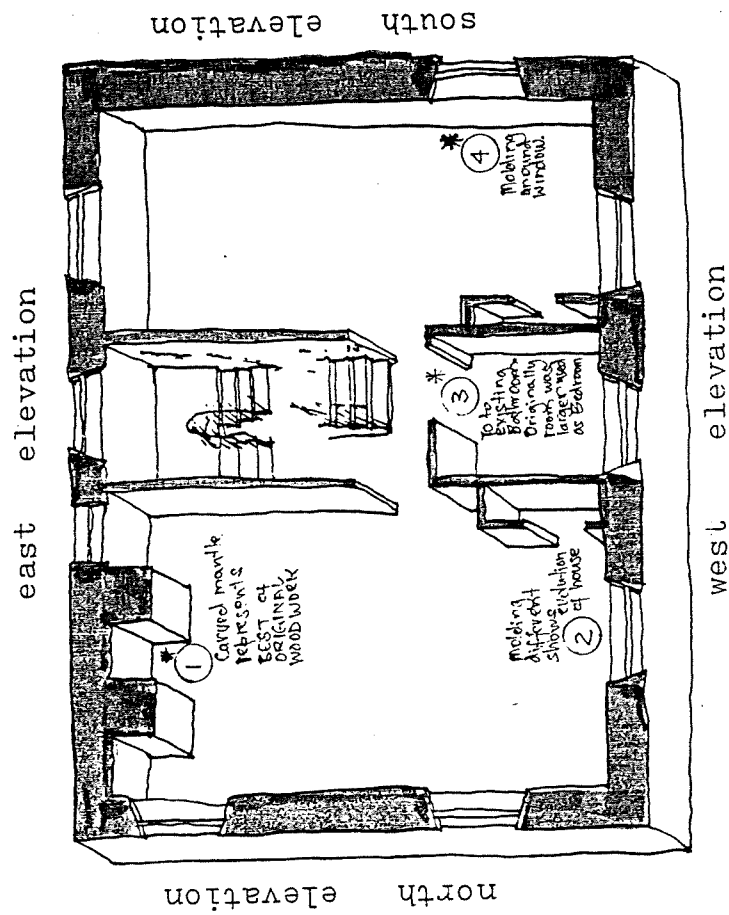 south elevation
east elevation
west elevation
north elevation
* 1
Carved mantle
represents
BEST of
ORIGINAL
WOODWORK
2
Molding
different
shows evolution
of house
* 3
To to
Existing
Bathroom.
Originally
room was
larger used
as Bedroom
* 4
Molding
around
window.